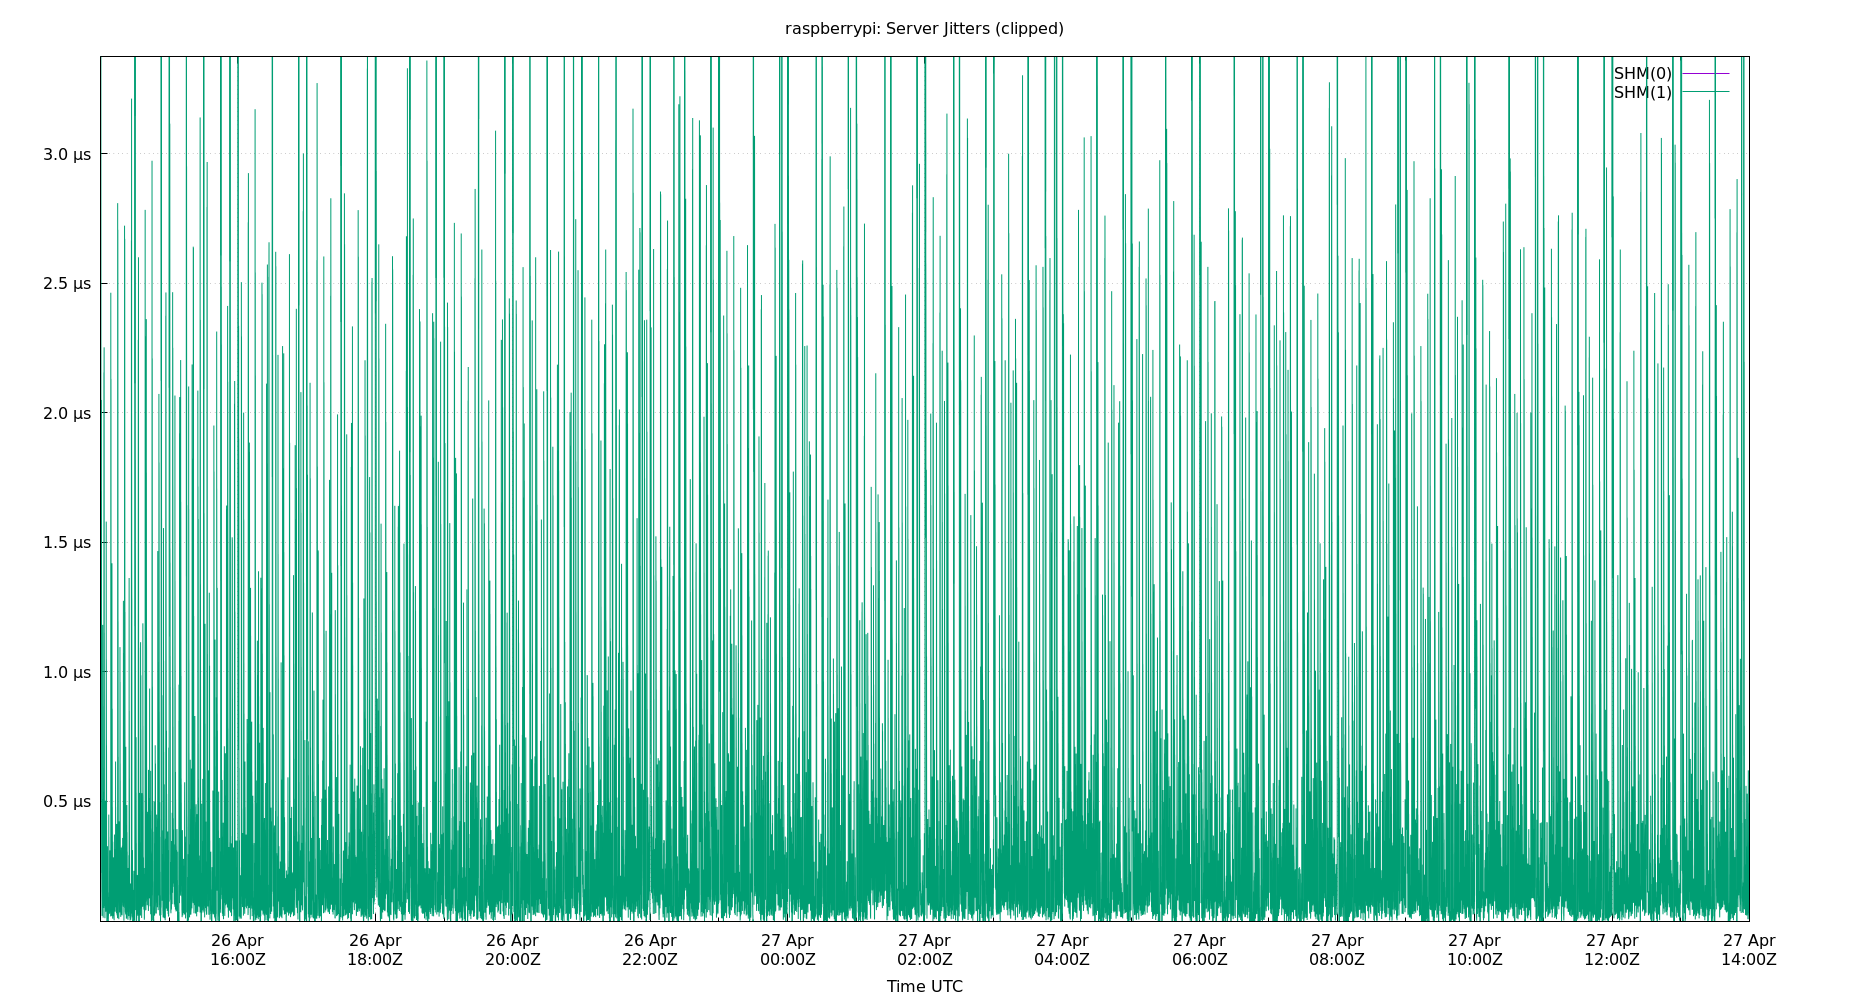 raspberrypi: Server Jitters (clipped)
SHM(0)
SHM(1)
3.0 µs
2.5 µs
2.0 µs
1.5 µs
1.0 µs
0.5 µs
26 Apr 26 Apr 26 Apr 26 Apr 27 Apr 27 Apr 27 Apr 27 Apr 27 Apr 27 Apr 27 Apr 27 Apr
16:00Z 18:00Z 20:00Z 22:00Z 00:00Z 02:00Z 04:00Z 06:00Z 08:00Z 10:00Z 12:00Z 14:00Z
Time UTC